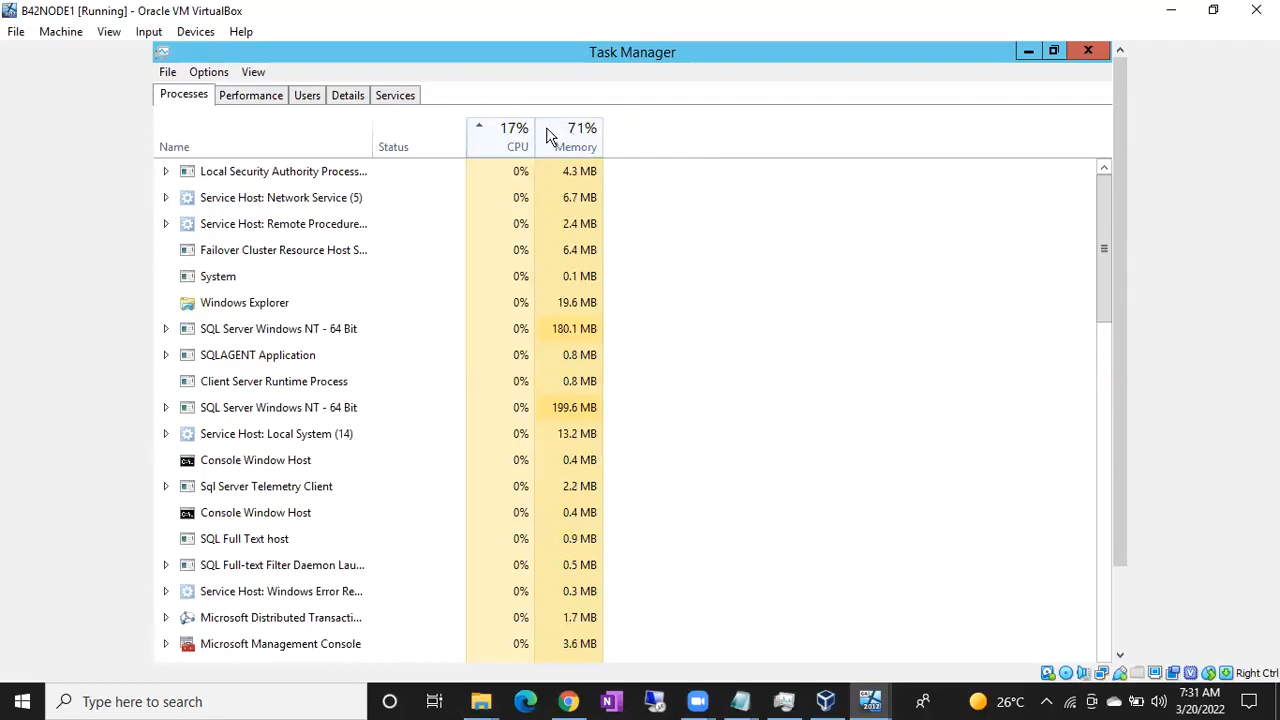 B42NODE1 [Running] - Oracle VM VirtualBox
File Machine View Input Devices Help
Task Manager
File Options View
Processes Performance Users Details Services
17% 71%
Name Status CPU Memory
Local Security Authority Process... 0% 4.3 MB
Service Host: Network Service (5) 0% 6.7 MB
Service Host: Remote Procedure... 0% 2.4 MB
Failover Cluster Resource Host S... 0% 6.4 MB
System 0% 0.1 MB
Windows Explorer 0% 19.6 MB
SQL Server Windows NT - 64 Bit 0% 180.1 MB
SQLAGENT Application 0% 0.8 MB
Client Server Runtime Process 0% 0.8 MB
SQL Server Windows NT - 64 Bit 0% 199.6 MB
Service Host: Local System (14) 0% 13.2 MB
Console Window Host 0% 0.4 MB
Sql Server Telemetry Client 0% 2.2 MB
Console Window Host 0% 0.4 MB
SQL Full Text host 0% 0.9 MB
SQL Full-text Filter Daemon Lau... 0% 0.5 MB
Service Host: Windows Error Re... 0% 0.3 MB
Microsoft Distributed Transacti... 0% 1.7 MB
Microsoft Management Console 0% 3.6 MB
Right Ctrl
Type here to search 26°C 7:31 AM
3/20/2022